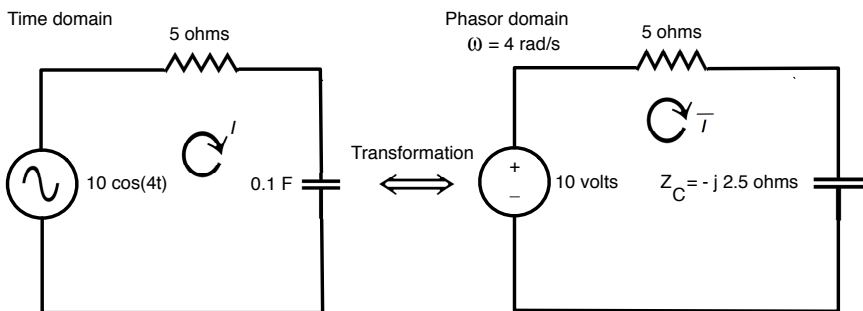 Time domain
5 ohms
I
10 cos(4t)
0.1 F
Transformation
Phasor domain
ω = 4 rad/s
5 ohms
I
+
−
10 volts
Z_C = - j 2.5 ohms